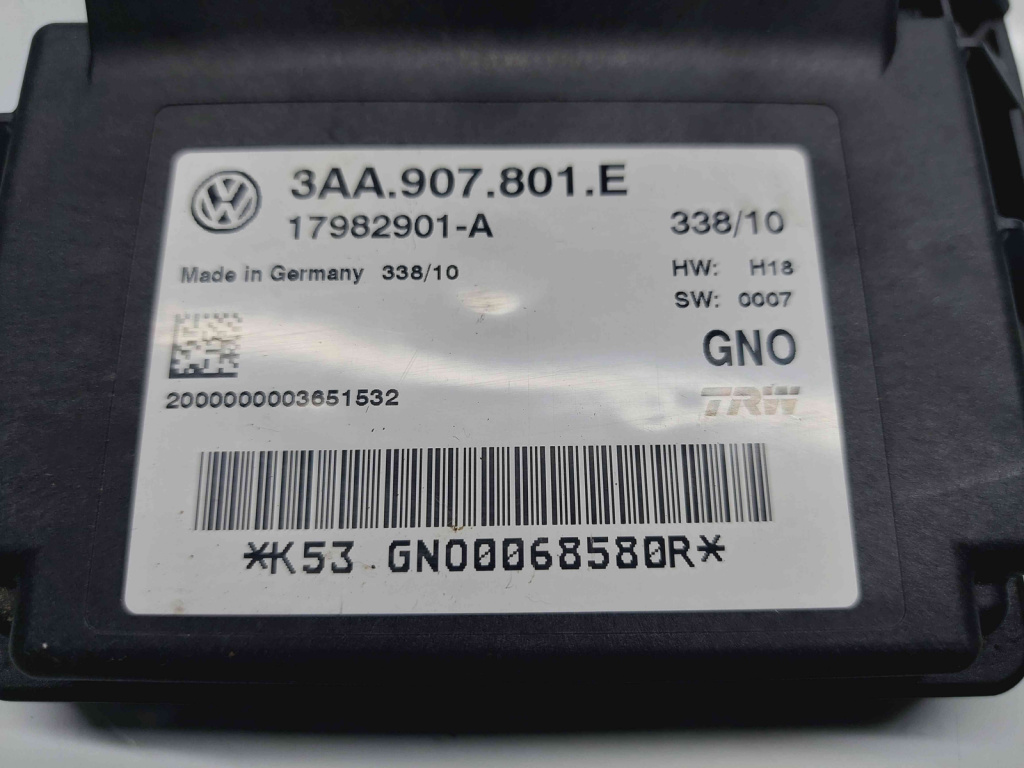 3AA.907.801.E
17982901-A 338/10
Made in Germany 338/10
HW: H18
SW: 0007
GNO
TRW
2000000003651532
*K53 GNO0068580R*